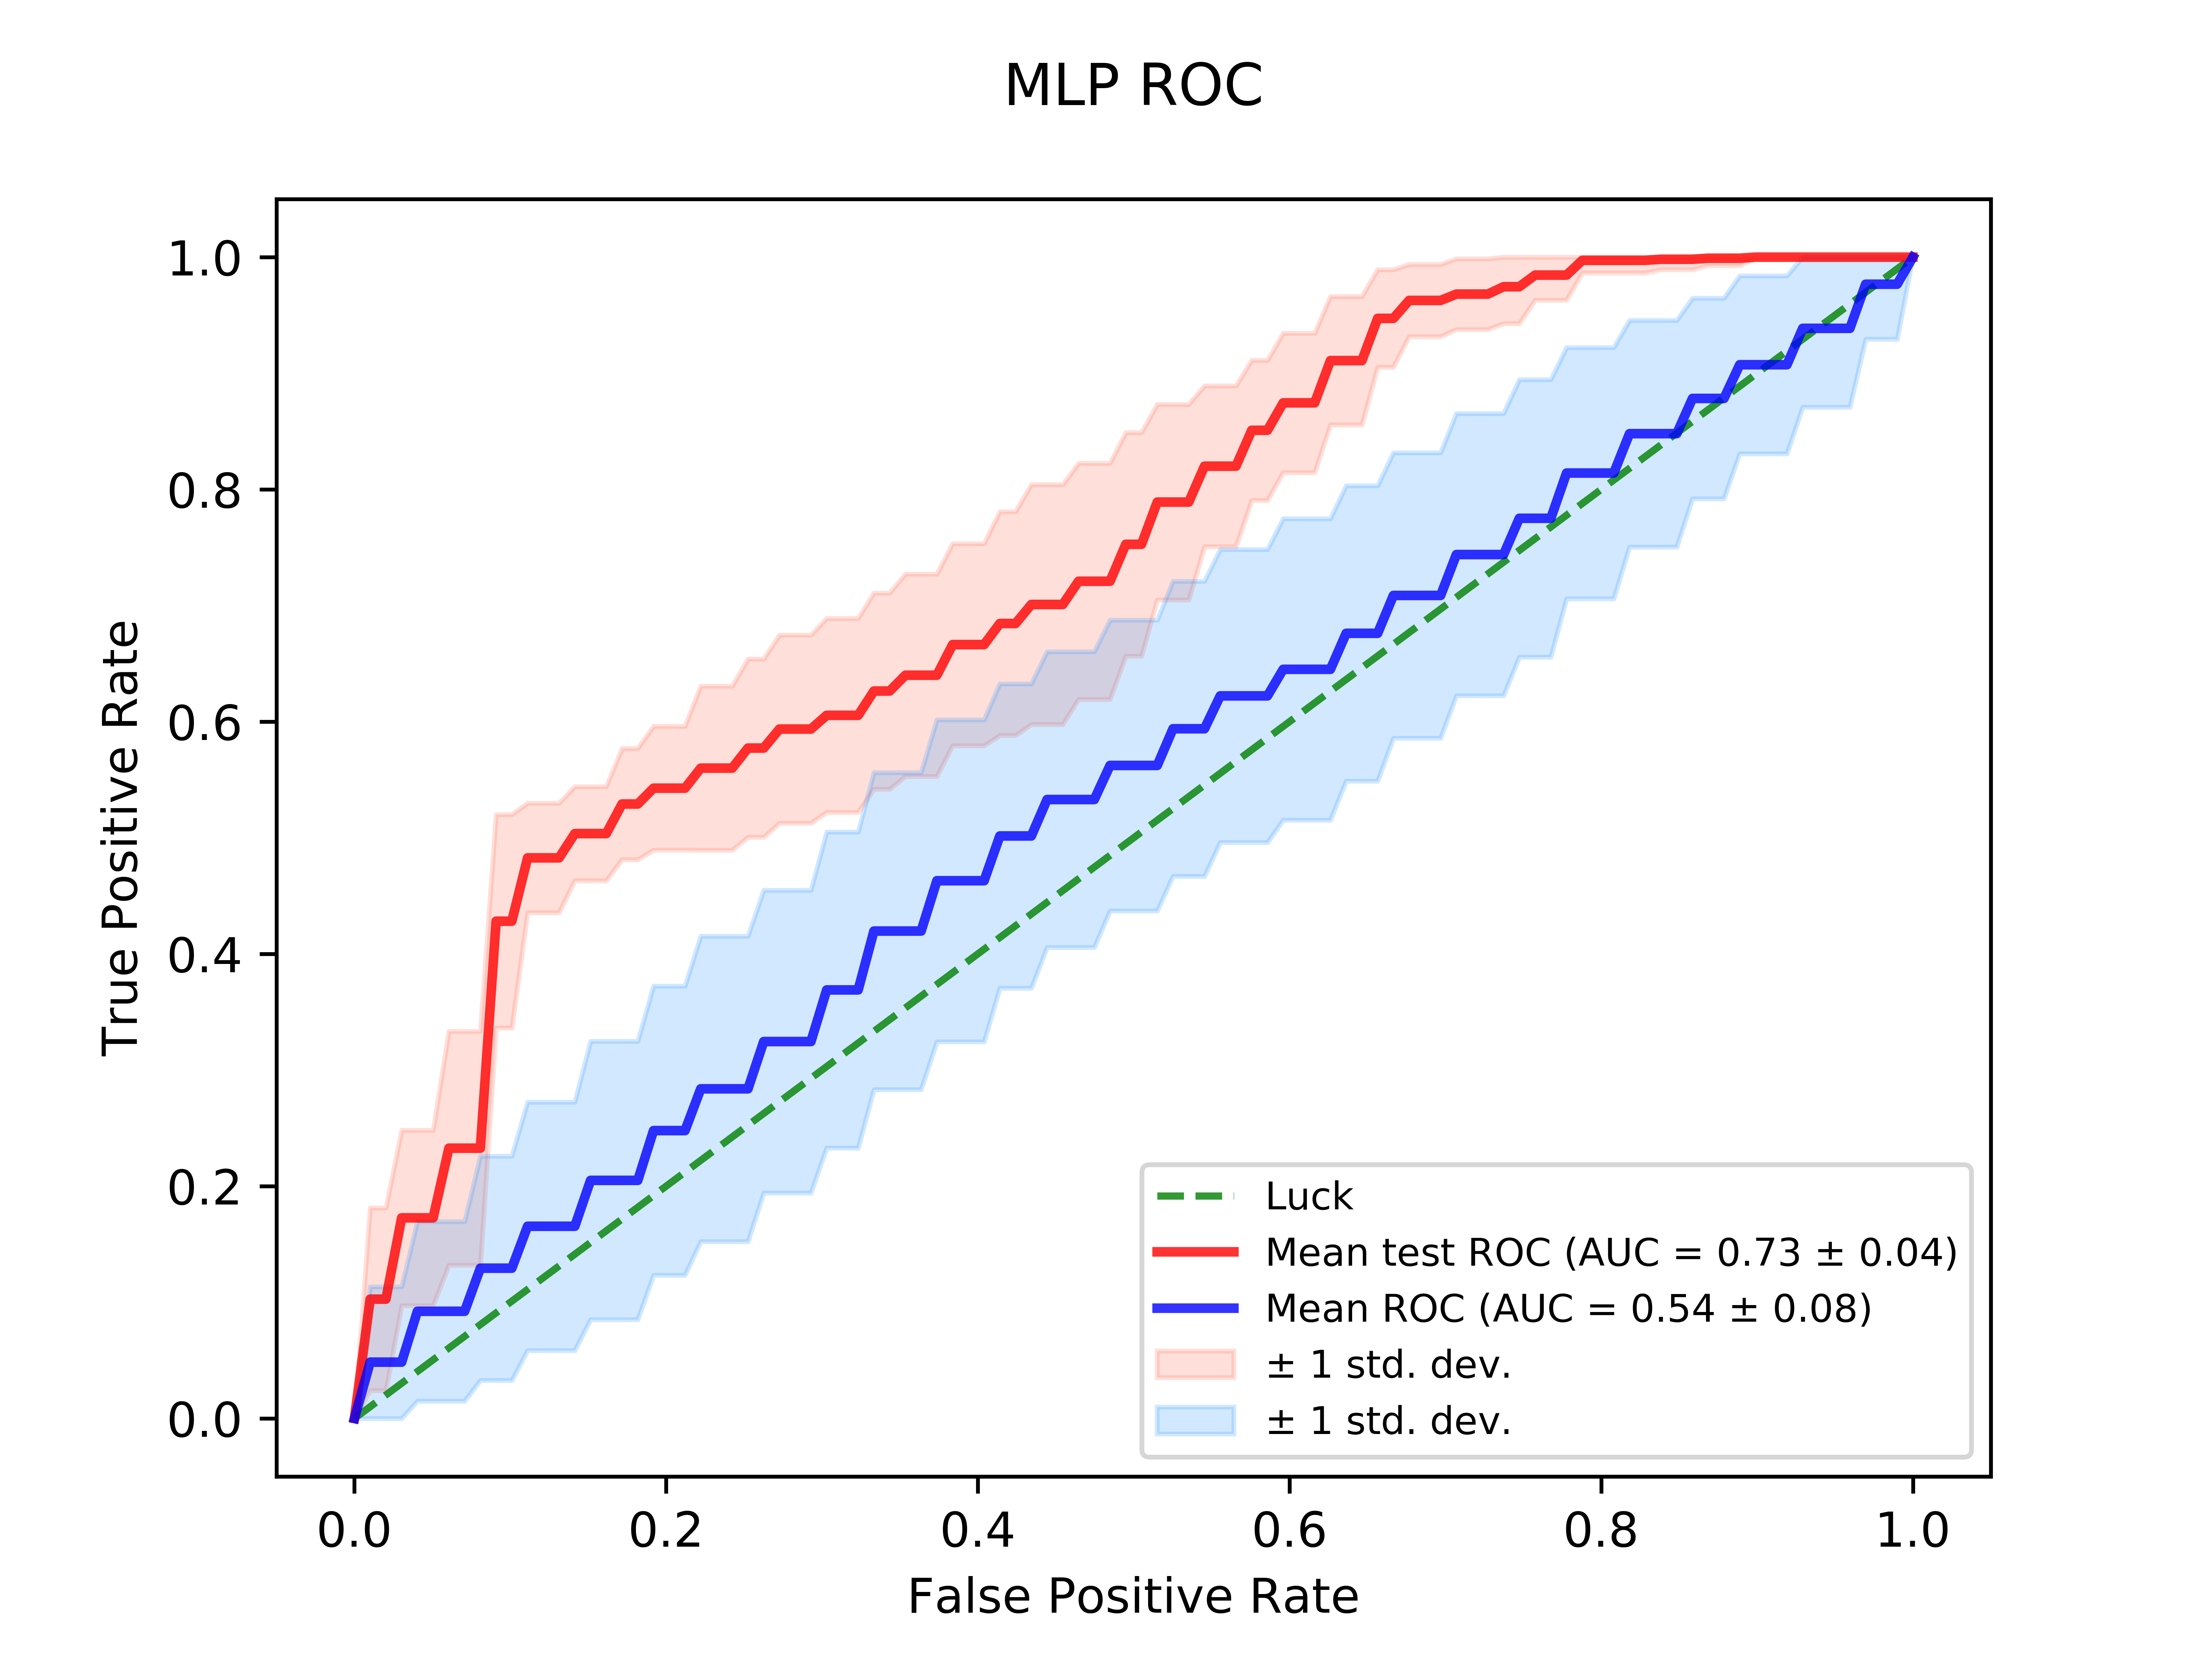 MLP ROC
True Positive Rate
1.0
0.8
0.6
0.4
0.2
0.0
0.0 0.2 0.4 0.6 0.8 1.0
False Positive Rate
Luck
Mean test ROC (AUC = 0.73 ± 0.04)
Mean ROC (AUC = 0.54 ± 0.08)
± 1 std. dev.
± 1 std. dev.